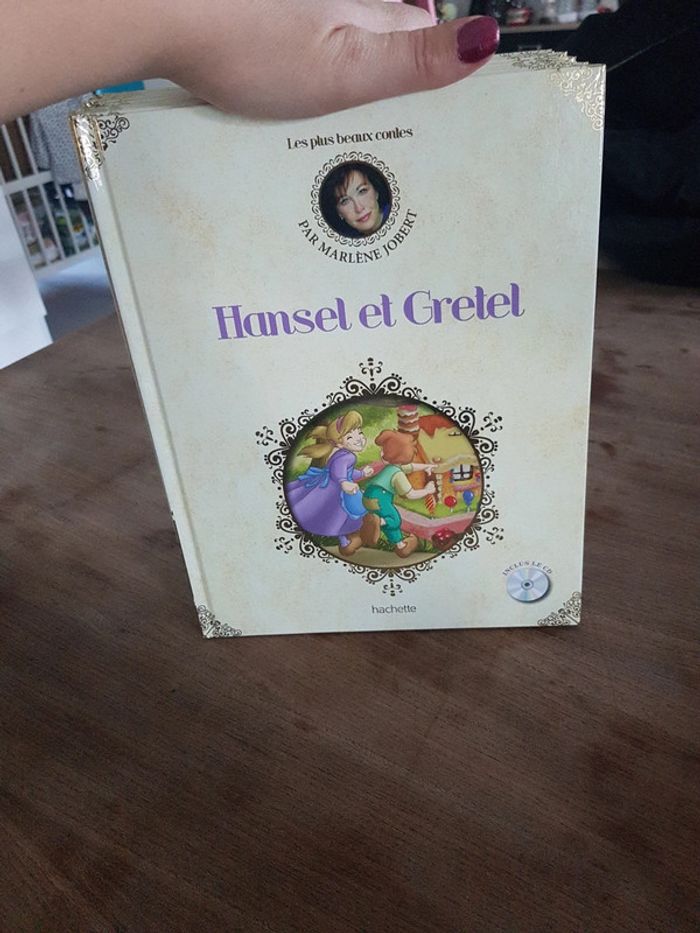 Les plus beaux contes
PAR MARLÈNE JOBERT
Hansel et Gretel
INCLUS LE CD
hachette